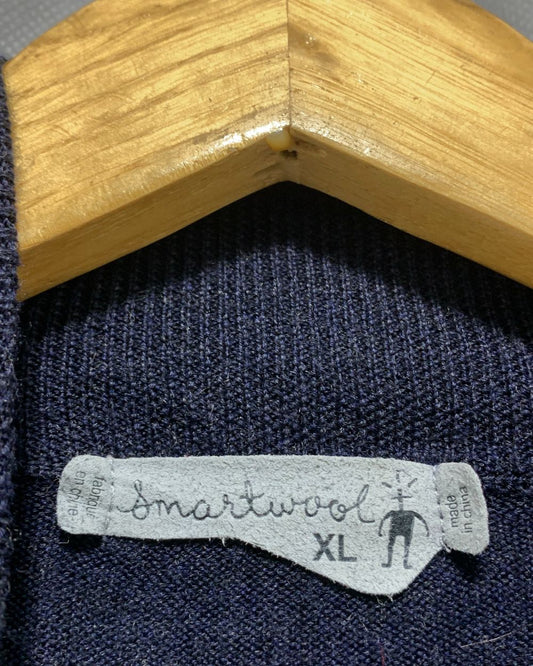 fabriqué
en chine
smartwool
XL
made
in china